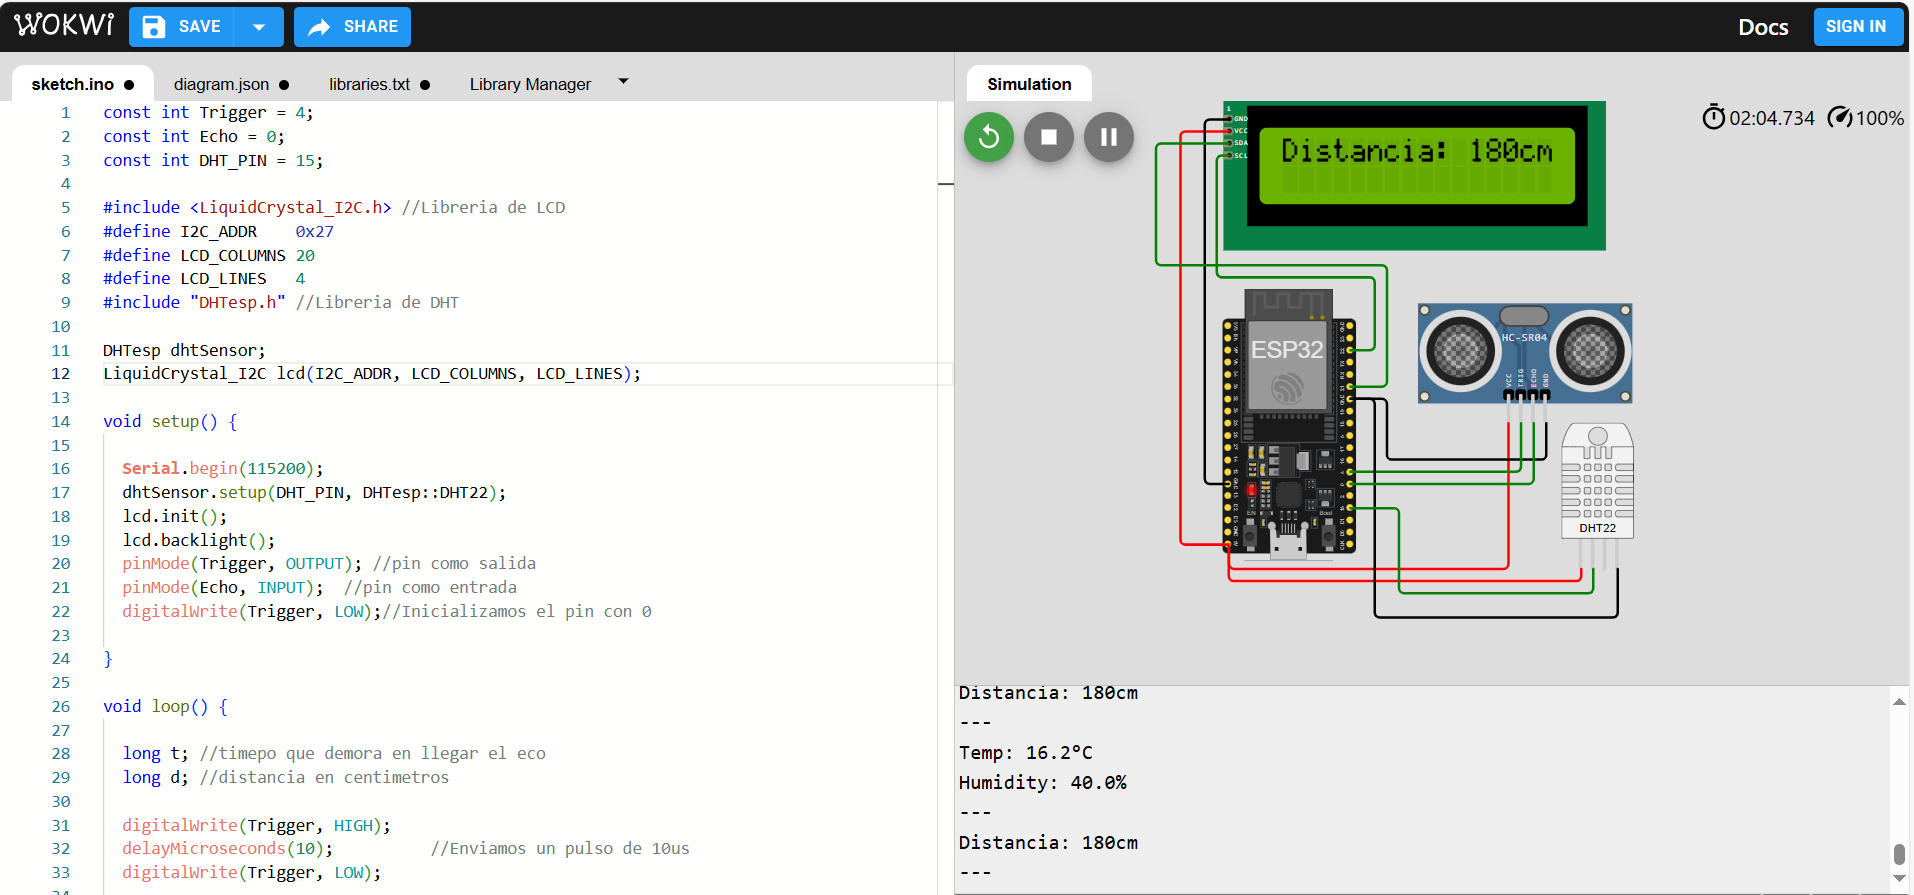 WOKWi
SAVE
SHARE
Docs
SIGN IN
sketch.ino ●
diagram.json ●
libraries.txt ●
Library Manager
1 const int Trigger = 4;
2 const int Echo = 0;
3 const int DHT_PIN = 15;
4
5 #include <LiquidCrystal_I2C.h> //Libreria de LCD
6 #define I2C_ADDR    0x27
7 #define LCD_COLUMNS 20
8 #define LCD_LINES   4
9 #include "DHTesp.h" //Libreria de DHT
10
11 DHTesp dhtSensor;
12 LiquidCrystal_I2C lcd(I2C_ADDR, LCD_COLUMNS, LCD_LINES);
13
14 void setup() {
15
16   Serial.begin(115200);
17   dhtSensor.setup(DHT_PIN, DHTesp::DHT22);
18   lcd.init();
19   lcd.backlight();
20   pinMode(Trigger, OUTPUT); //pin como salida
21   pinMode(Echo, INPUT);  //pin como entrada
22   digitalWrite(Trigger, LOW);//Inicializamos el pin con 0
23
24 }
25
26 void loop() {
27
28   long t; //timepo que demora en llegar el eco
29   long d; //distancia en centimetros
30
31   digitalWrite(Trigger, HIGH);
32   delayMicroseconds(10);          //Enviamos un pulso de 10us
33   digitalWrite(Trigger, LOW);
Simulation
02:04.734
100%
1
GND
VCC
SDA
SCL
Distancia: 180cm
ESP32
EN
Boot
HC-SR04
VCC
TRIG
ECHO
GND
DHT22
Distancia: 180cm
---
Temp: 16.2°C
Humidity: 40.0%
---
Distancia: 180cm
---